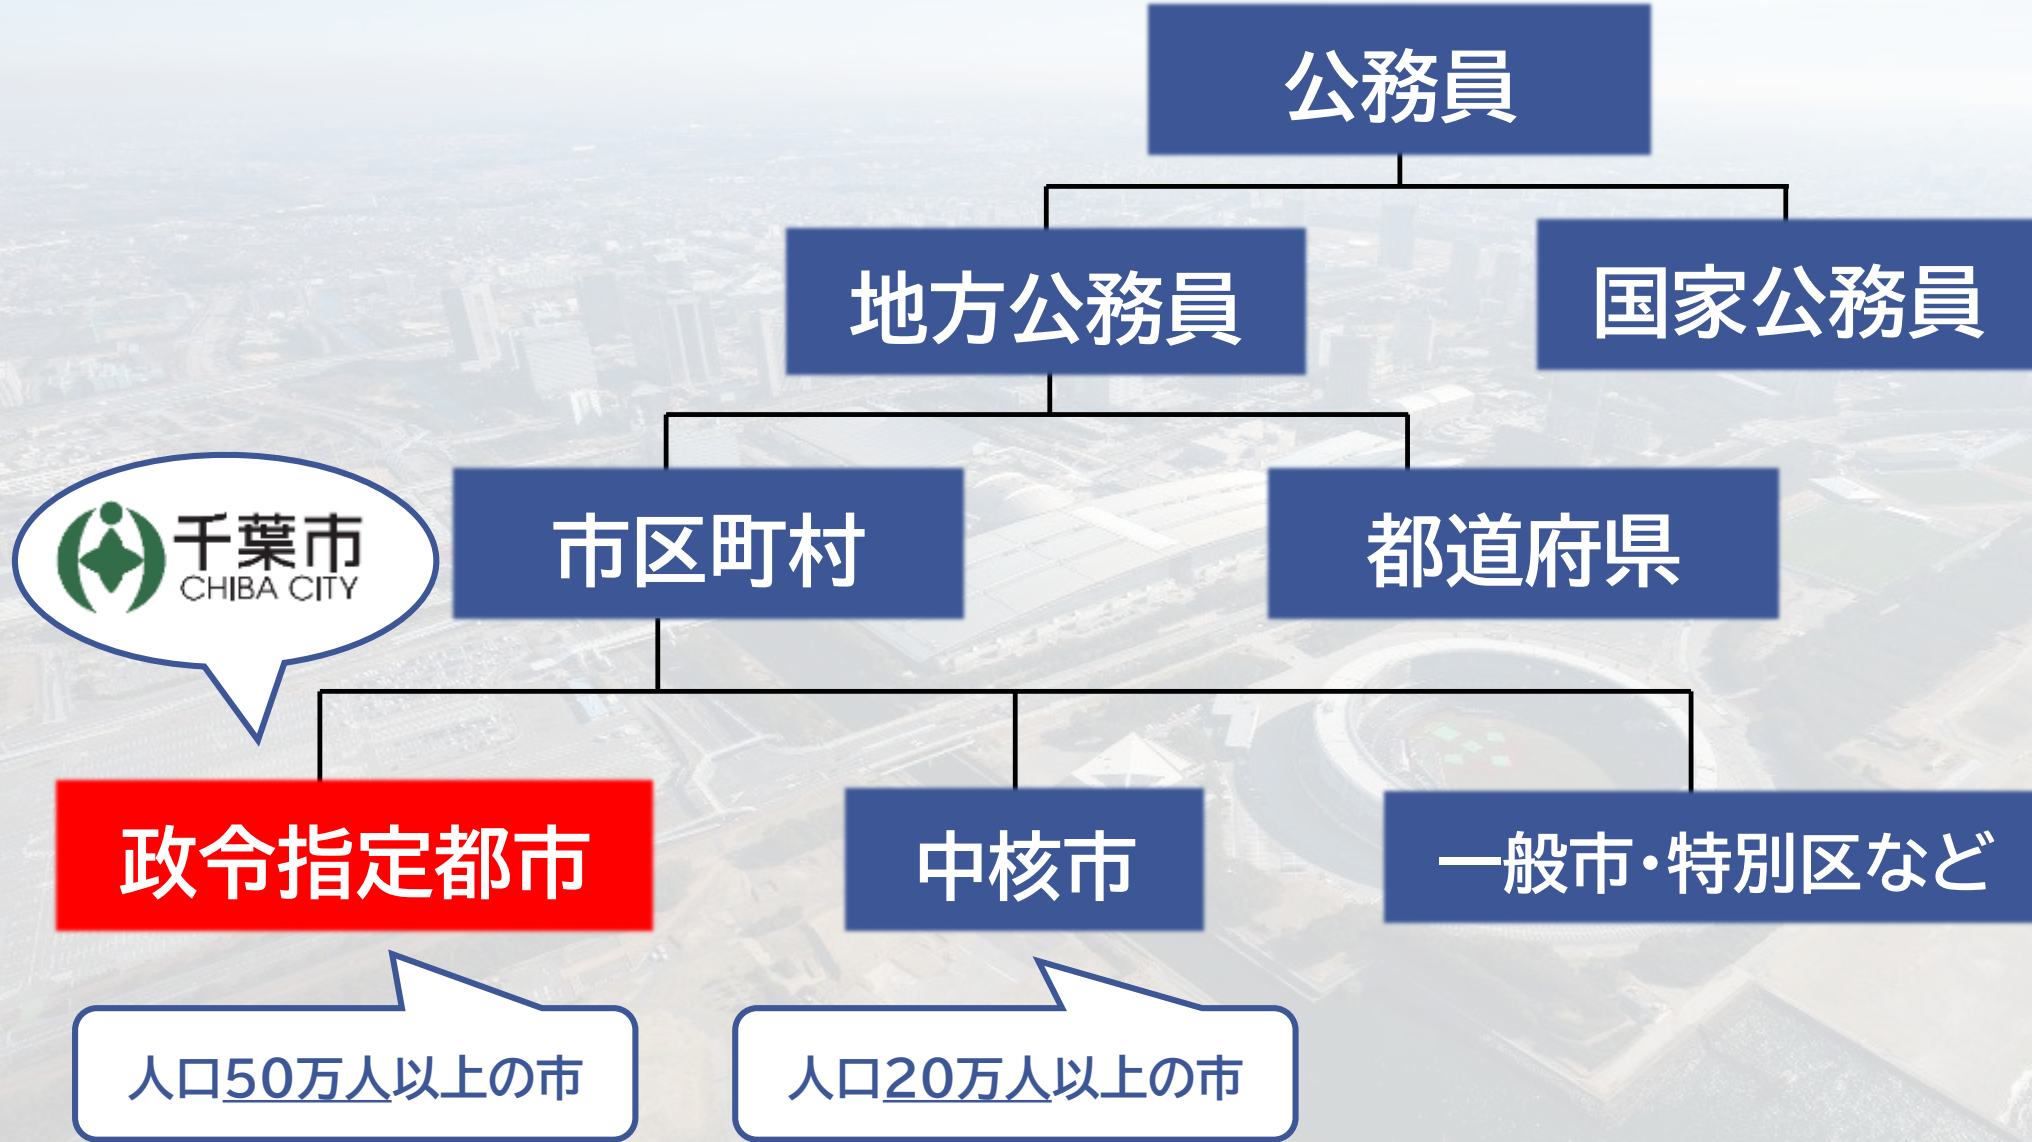 公務員
地方公務員
国家公務員
千葉市
CHIBA CITY
市区町村
都道府県
政令指定都市
中核市
一般市・特別区など
人口50万人以上の市
人口20万人以上の市